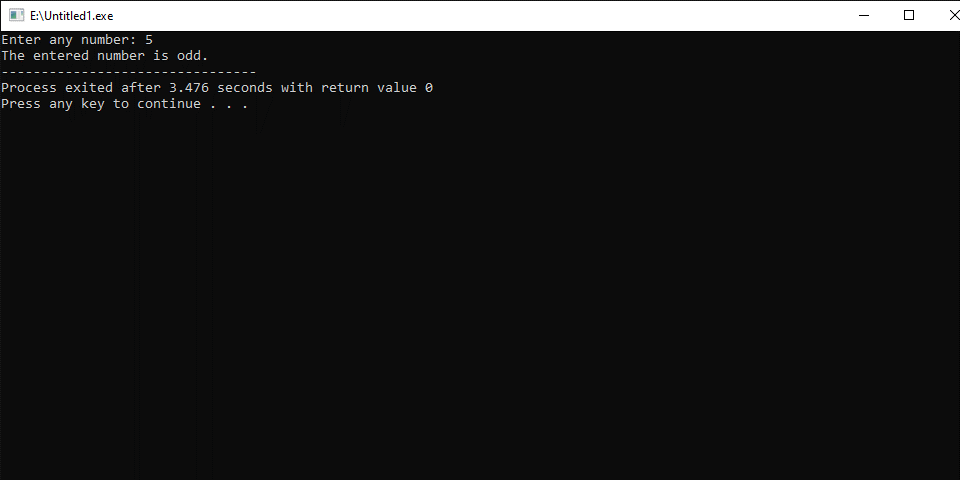 E:\Untitled1.exe
Enter any number: 5
The entered number is odd.
--------------------------------
Process exited after 3.476 seconds with return value 0
Press any key to continue . . .